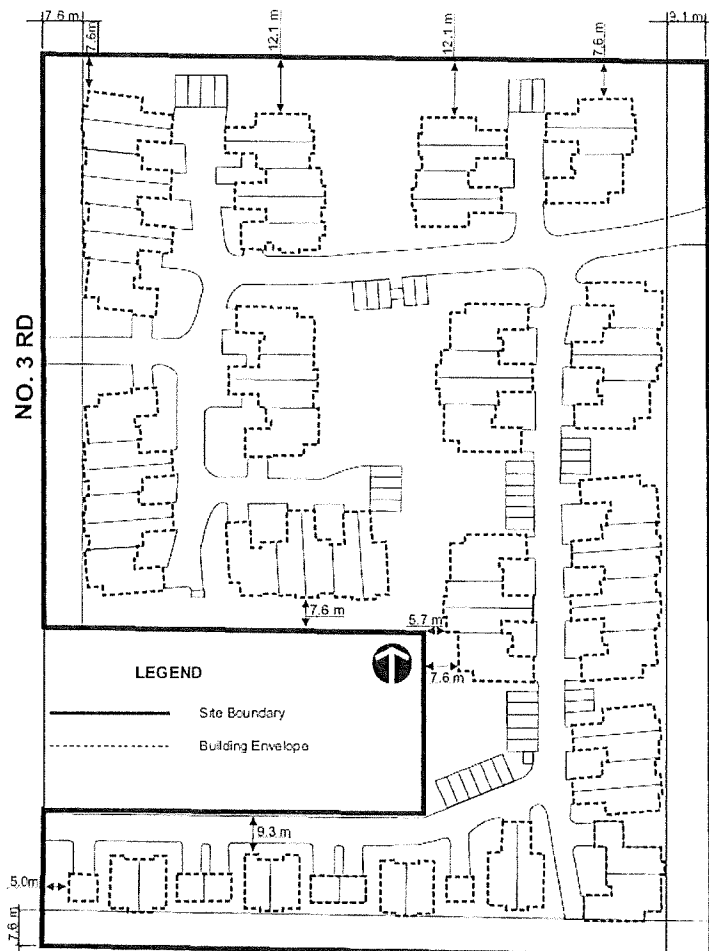 7.6 m
7.6m
12.1 m
12.1 m
7.6 m
9.1 m
NO. 3 RD
7.6 m
5.7 m
7.6 m
LEGEND
Site Boundary
Building Envelope
9.3 m
5.0m
7.6 m